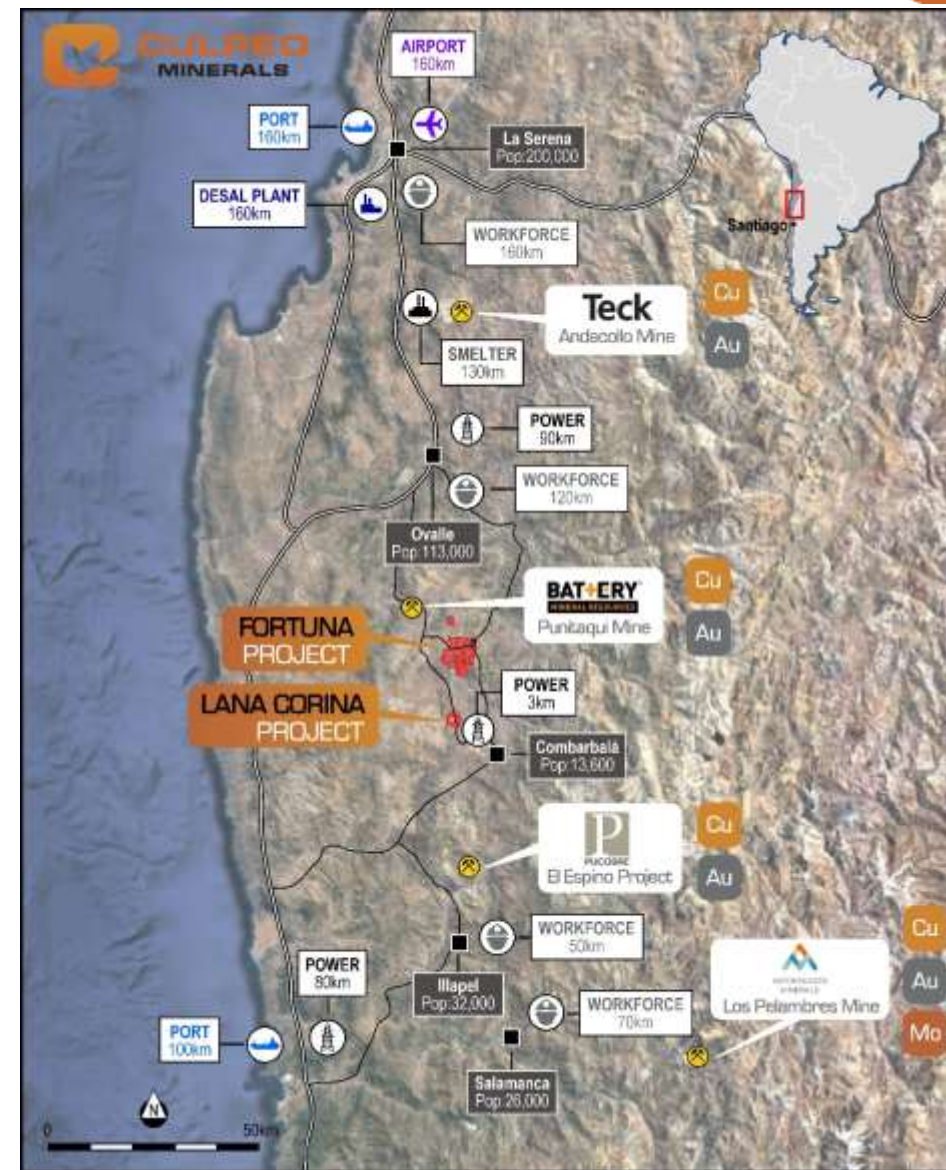 CULPEO
MINERALS
AIRPORT
160km
PORT
160km
La Serena
Pop:200,000
DESAL PLANT
160km
WORKFORCE
160km
Santiago
Teck
Andacollo Mine
Cu
Au
SMELTER
130km
POWER
90km
WORKFORCE
120km
Ovalle
Pop:113,000
BATTERY
MINERAL RESOURCES
Punitaqui Mine
Cu
Au
FORTUNA
PROJECT
LANA CORINA
PROJECT
POWER
3km
Combarbalá
Pop:13,600
P
PUCOBRE
El Espino Project
Cu
Au
WORKFORCE
50km
Illapel
Pop:32,000
POWER
80km
PORT
100km
WORKFORCE
70km
Salamanca
Pop:26,000
ANTOFAGASTA
MINERALS
Los Pelambres Mine
Cu
Au
Mo
N
0
50km